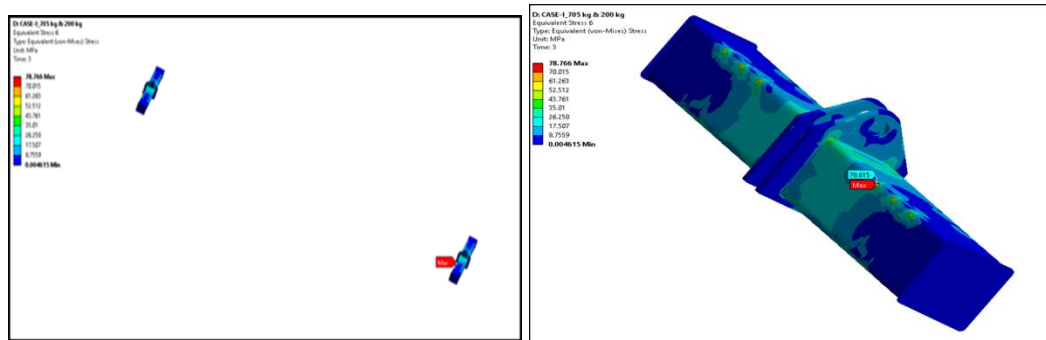 D: CASE-I_705 kg & 200 kg
Equivalent Stress 6
Type: Equivalent (von-Mises) Stress
Unit: MPa
Time: 3
78.766 Max
70.015
61.263
52.512
43.761
35.01
26.258
17.507
8.7559
0.004615 Min
Max
D: CASE-I_705 kg & 200 kg
Equivalent Stress 6
Type: Equivalent (von-Mises) Stress
Unit: MPa
Time: 3
78.766 Max
70.015
61.263
52.512
43.761
35.01
26.258
17.507
8.7559
0.004615 Min
78.615
Max